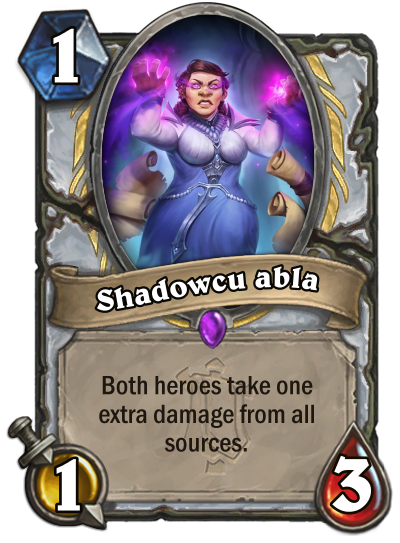 1
Shadowcu abla
Both heroes take one
extra damage from all
sources.
1
3